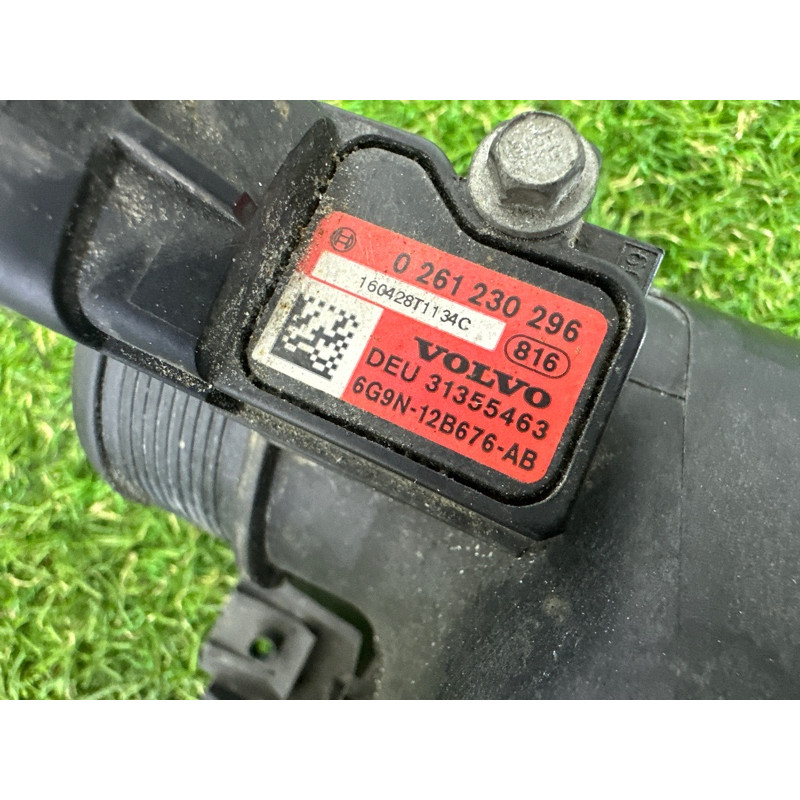 0 261 230 296
160428T1134C
816
VOLVO
DEU 31355463
6G9N-12B676-AB